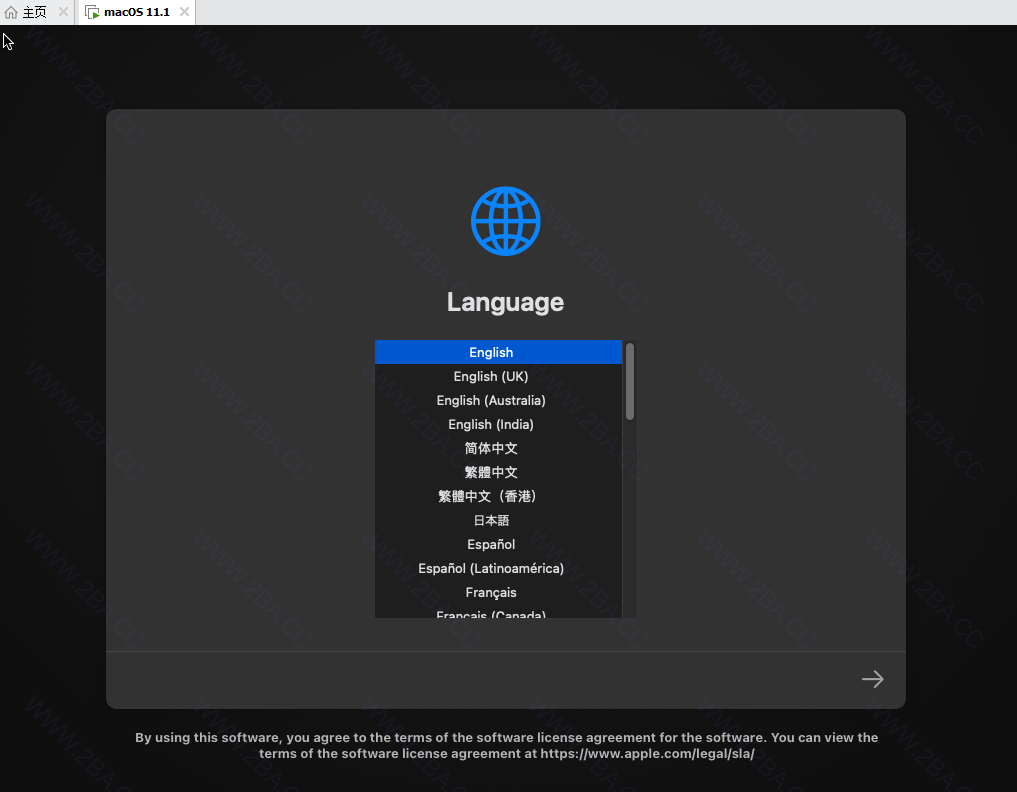 主页
macOS 11.1
Language
English
English (UK)
English (Australia)
English (India)
简体中文
繁體中文
繁體中文（香港）
日本語
Español
Español (Latinoamérica)
Français
Français (Canada)
By using this software, you agree to the terms of the software license agreement for the software. You can view the
terms of the software license agreement at https://www.apple.com/legal/sla/
WWW.2BA.CC